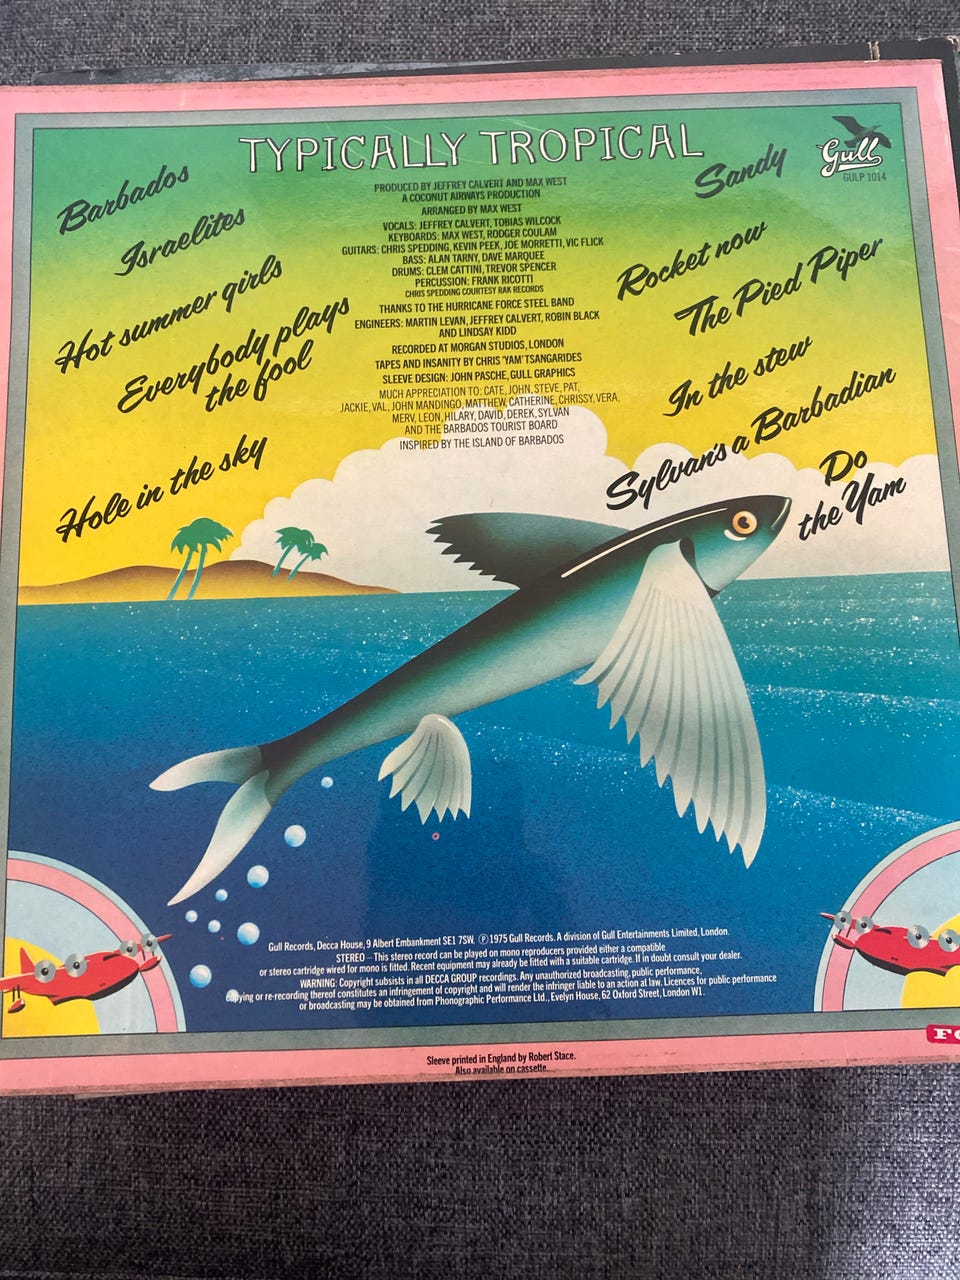 TYPICALLY TROPICAL
Gull
GULP 1014
Barbados
Israelites
Hot summer girls
Everybody plays
the fool
Hole in the sky
PRODUCED BY JEFFREY CALVERT AND MAX WEST
A COCONUT AIRWAYS PRODUCTION
ARRANGED BY MAX WEST
VOCALS: JEFFREY CALVERT, TOBIAS WILCOCK
KEYBOARDS: MAX WEST, RODGER COULAM
GUITARS: CHRIS SPEDDING, KEVIN PEEK, JOE MORRETTI, VIC FLICK
BASS: ALAN TARNY, DAVE MARQUEE
DRUMS: CLEM CATTINI, TREVOR SPENCER
PERCUSSION: FRANK RICOTTI
CHRIS SPEDDING COURTESY RAK RECORDS
THANKS TO THE HURRICANE FORCE STEEL BAND
ENGINEERS: MARTIN LEVAN, JEFFREY CALVERT, ROBIN BLACK
AND LINDSAY KIDD
RECORDED AT MORGAN STUDIOS, LONDON
TAPES AND INSANITY BY CHRIS 'YAM' TSANGARIDES
SLEEVE DESIGN: JOHN PASCHE, GULL GRAPHICS
MUCH APPRECIATION TO: CATE, JOHN, STEVE, PAT,
JACKIE, VAL, JOHN MANDINGO, MATTHEW, CATHERINE, CHRISSY, VERA,
MERV, LEON, HILARY, DAVID, DEREK, SYLVAN
AND THE BARBADOS TOURIST BOARD
INSPIRED BY THE ISLAND OF BARBADOS
Sandy
Rocket now
The Pied Piper
In the stew
Sylvan's a Barbadian
Do
the Yam
Gull Records, Decca House, 9 Albert Embankment SE1 7SW. Ⓟ 1975 Gull Records. A division of Gull Entertainments Limited, London.
STEREO – This stereo record can be played on mono reproducers provided either a compatible
or stereo cartridge wired for mono is fitted. Recent equipment may already be fitted with a suitable cartridge. If in doubt consult your dealer.
WARNING: Copyright subsists in all DECCA GROUP recordings. Any unauthorized broadcasting, public performance,
copying or re-recording thereof constitutes an infringement of copyright and will render the infringer liable to an action at law. Licences for public performance
or broadcasting may be obtained from Phonographic Performance Ltd., Evelyn House, 62 Oxford Street, London W1.
Sleeve printed in England by Robert Stace.
Also available on cassette.